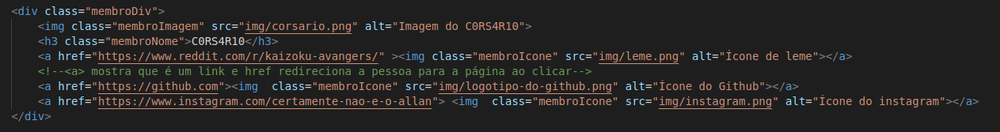 <div class="membroDiv">
<img class="membroImagem" src="img/corsario.png" alt="Imagem do C0RS4R10">
<h3 class="membroNome">C0RS4R10</h3>
<a href="https://www.reddit.com/r/kaizoku-avangers/" ><img class="membroIcone" src="img/leme.png" alt="Ícone de leme"></a>
<!--<a> mostra que é um link e href redireciona a pessoa para a página ao clicar-->
<a href="https://github.com"><img  class="membroIcone" src="img/logotipo-do-github.png" alt="Ícone do Github"></a>
<a href="https://www.instagram.com/certamente-nao-e-o-allan"> <img  class="membroIcone" src="img/instagram.png" alt="Ícone do instagram"></a>
</div>